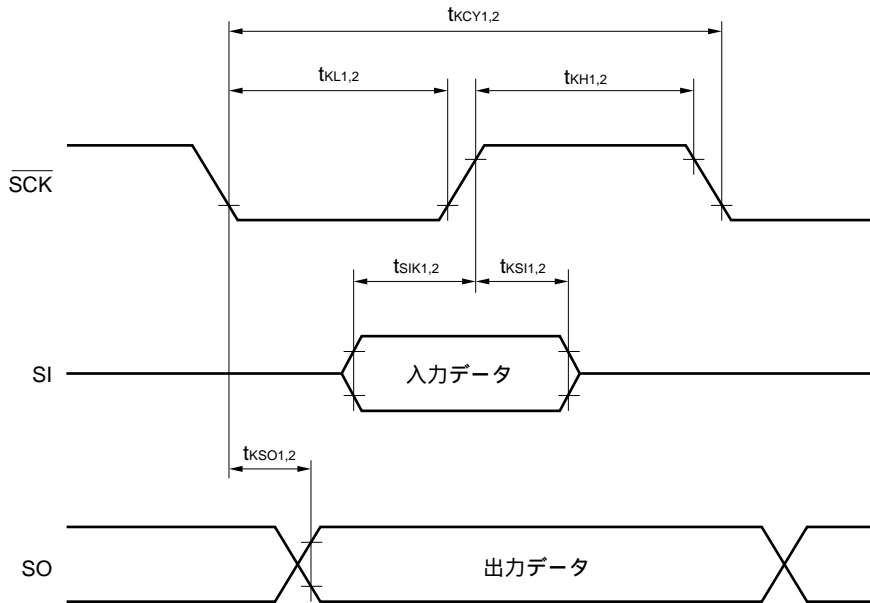 tKCY1,2
tKL1,2
tKH1,2
SCK
tSIK1,2
tKSI1,2
SI
入力データ
tKSO1,2
SO
出力データ